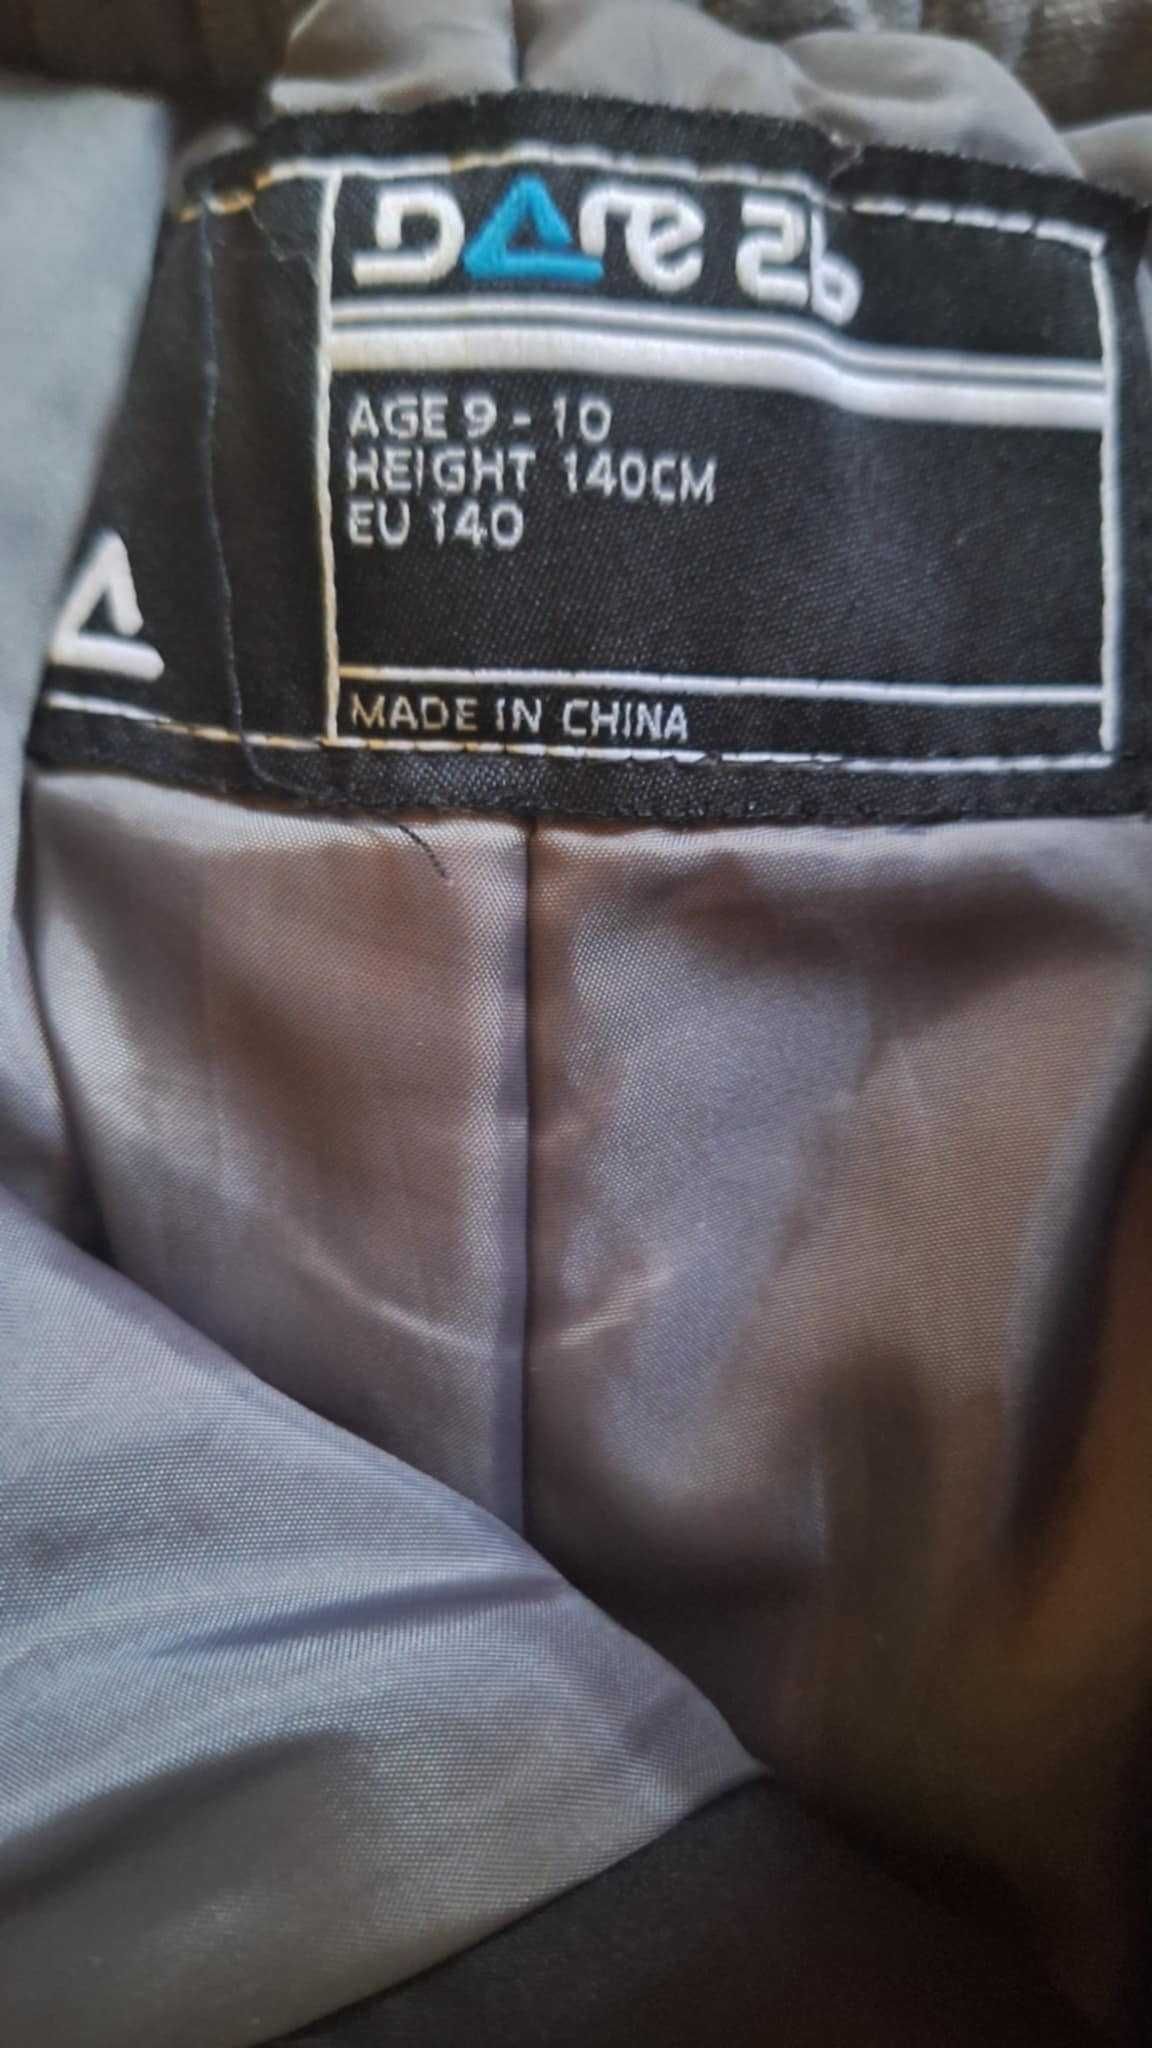 DARE 2b
AGE 9 - 10
HEIGHT 140CM
EU 140
MADE IN CHINA